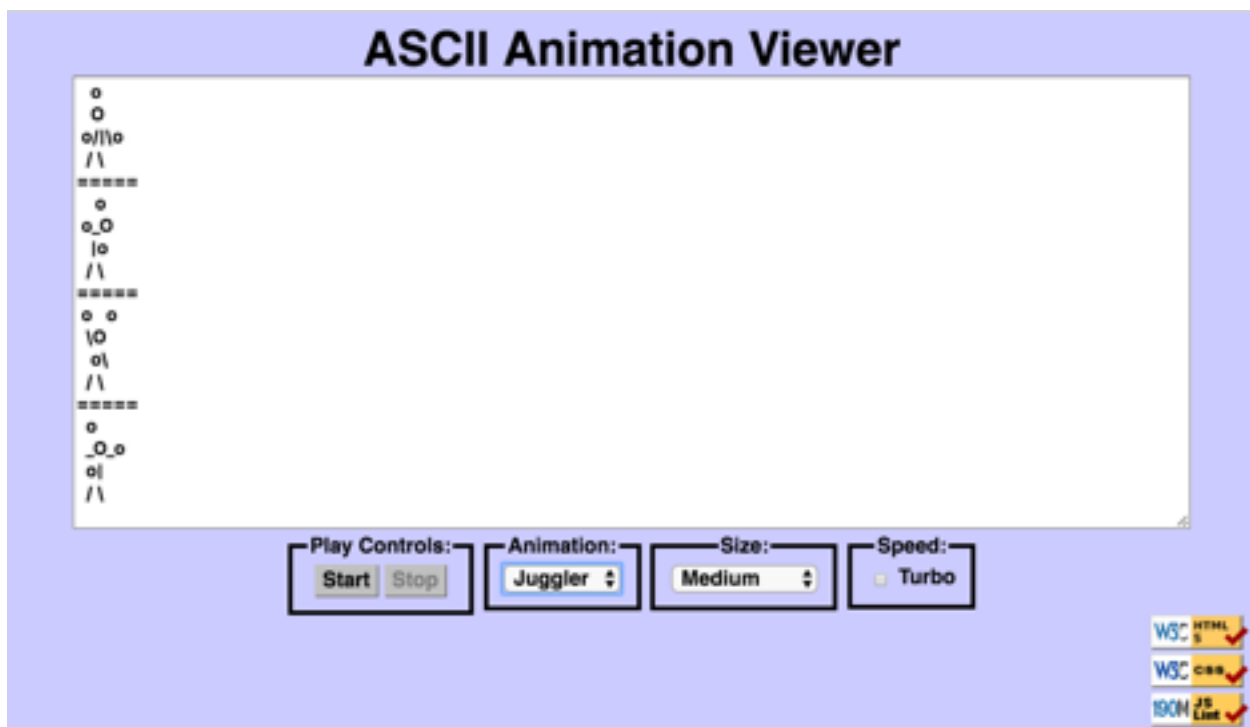 ASCII Animation Viewer
  o
  O
o/|\o
 / \
=====
  o
o_O
  |o
 / \
=====
o  o
 \O
  o\
 / \
=====
 o
 _O_o
 o|
 / \
Play Controls: Animation: Size: Speed:
Start Stop Juggler Medium Turbo
W3C HTML 5
W3C CSS
190M JS Lint